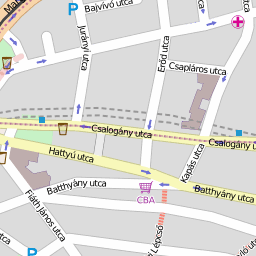 P
Bajvívó utca
Jurányi utca
Erőd utca
Csapláros utca
Csalogány utca
Csalogány u
Hattyú utca
Kapás utca
Batthyány utca
Batthyány utca
CBA
Fiáth János utca
Lépcső
P